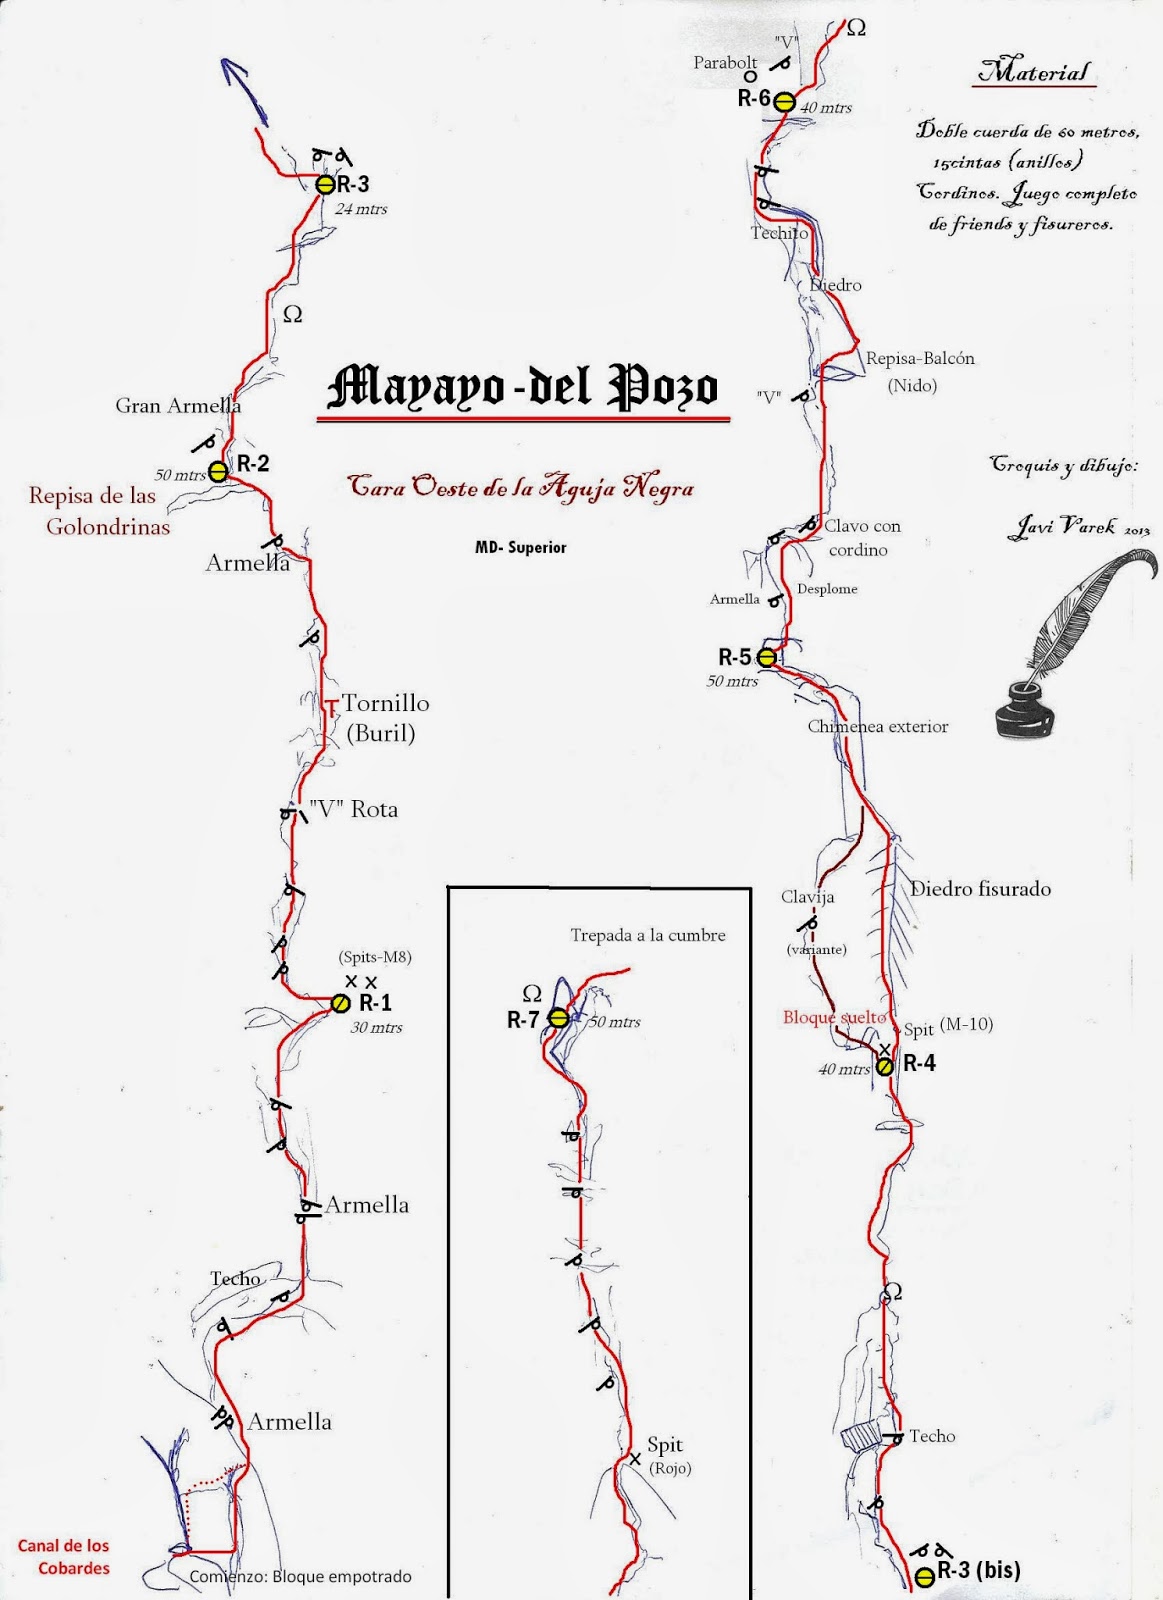 Mayayo-del Pozo
Cara Oeste de la Aguja Negra
MD- Superior
R-3
24 mtrs
Ω
Gran Armella
R-2
50 mtrs
Repisa de las
Golondrinas
Armella
Tornillo
(Buril)
"V" Rota
(Spits-M8)
x x
R-1
30 mtrs
Armella
Techo
Armella
Canal de los
Cobardes
Comienzo: Bloque empotrado
Trepada a la cumbre
Ω
R-7
50 mtrs
Spit
x
(Rojo)
Ω
"V"
Parabolt
R-6
40 mtrs
Techito
Diedro
Repisa-Balcón
(Nido)
"V"
Clavo con
cordino
Desplome
Armella
R-5
50 mtrs
Chimenea exterior
Diedro fisurado
Clavija
(variante)
Bloque suelto
Spit (M-10)
x
R-4
40 mtrs
Ω
Techo
R-3 (bis)
Material
Doble cuerda de 60 metros,
15cintas (anillos)
Cordinos. Juego completo
de friends y fisureros.
Croquis y dibujo:
Javi Varek 2013